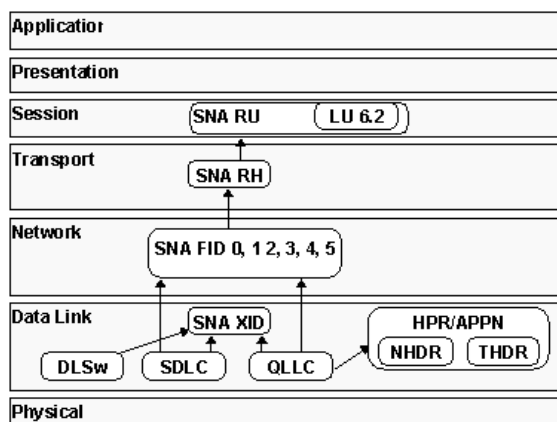 Application
Presentation
Session
SNA RU LU 6.2
Transport
SNA RH
Network
SNA FID 0, 1 2, 3, 4, 5
Data Link
SNA XID
HPR/APPN
DLSw SDLC QLLC NHDR THDR
Physical